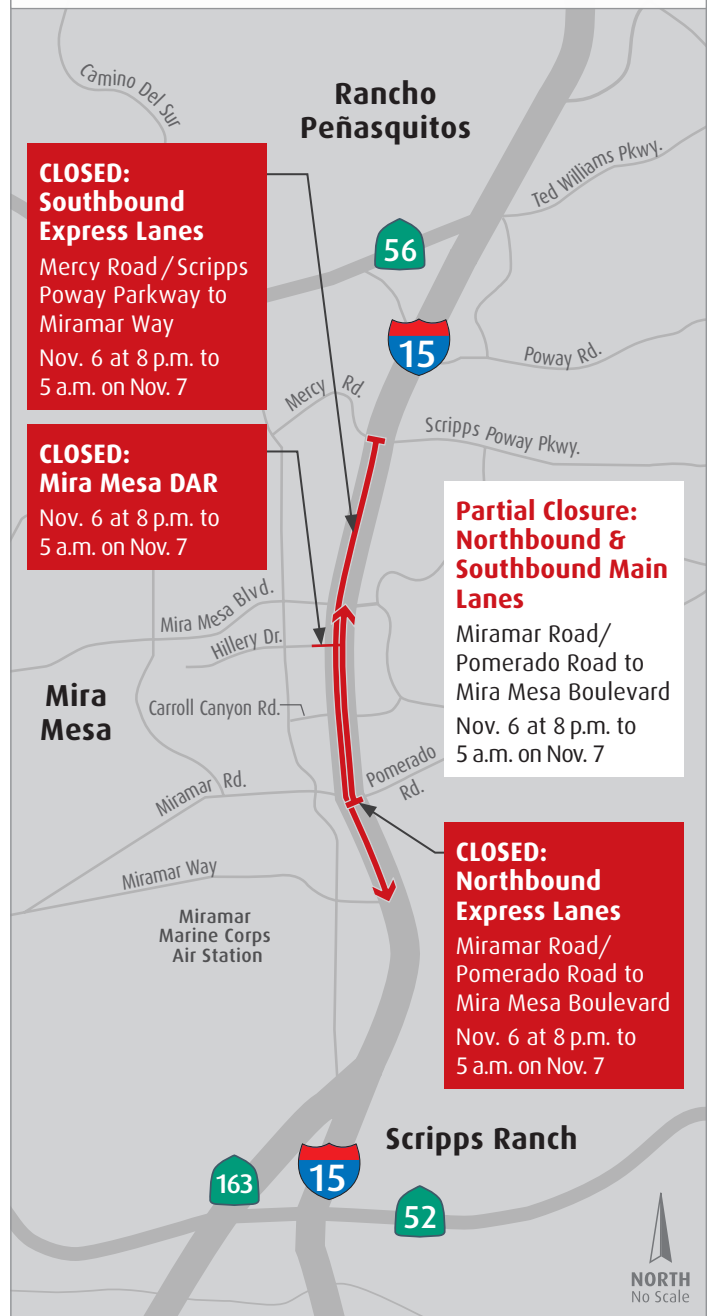 Camino Del Sur
Rancho
Peñasquitos
Ted Williams Pkwy.
CLOSED:
Southbound
Express Lanes
Mercy Road / Scripps
Poway Parkway to
Miramar Way
Nov. 6 at 8 p.m. to
5 a.m. on Nov. 7
56
15
Poway Rd.
Mercy Rd.
Scripps Poway Pkwy.
CLOSED:
Mira Mesa DAR
Nov. 6 at 8 p.m. to
5 a.m. on Nov. 7
Partial Closure:
Northbound &
Southbound Main
Lanes
Miramar Road/
Pomerado Road to
Mira Mesa Boulevard
Nov. 6 at 8 p.m. to
5 a.m. on Nov. 7
Mira Mesa Blvd.
Hillery Dr.
Mira
Mesa
Carroll Canyon Rd.
Pomerado
Rd.
Miramar Rd.
CLOSED:
Northbound
Express Lanes
Miramar Road/
Pomerado Road to
Mira Mesa Boulevard
Nov. 6 at 8 p.m. to
5 a.m. on Nov. 7
Miramar Way
Miramar
Marine Corps
Air Station
Scripps Ranch
163
15
52
NORTH
No Scale